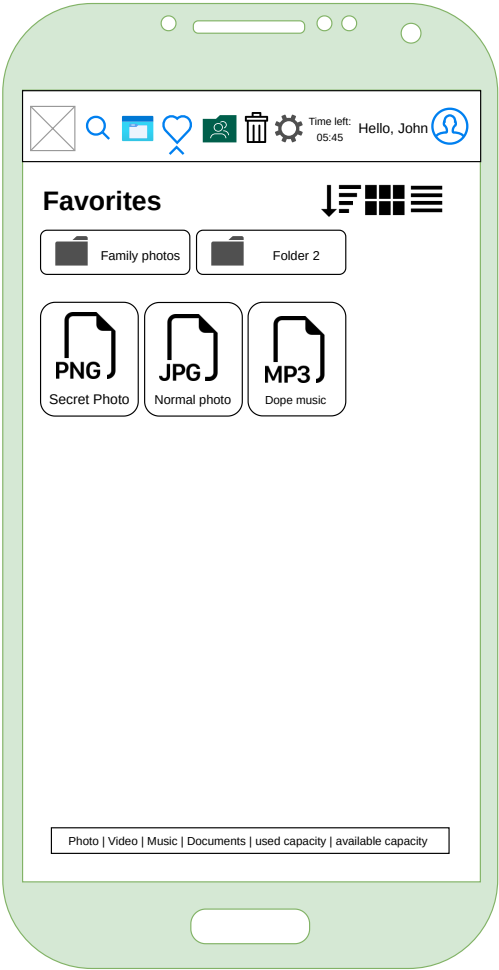 Time left:
05:45
Hello, John
Favorites
Family photos
Folder 2
PNG
Secret Photo
JPG
Normal photo
MP3
Dope music
Photo | Video | Music | Documents | used capacity | available capacity